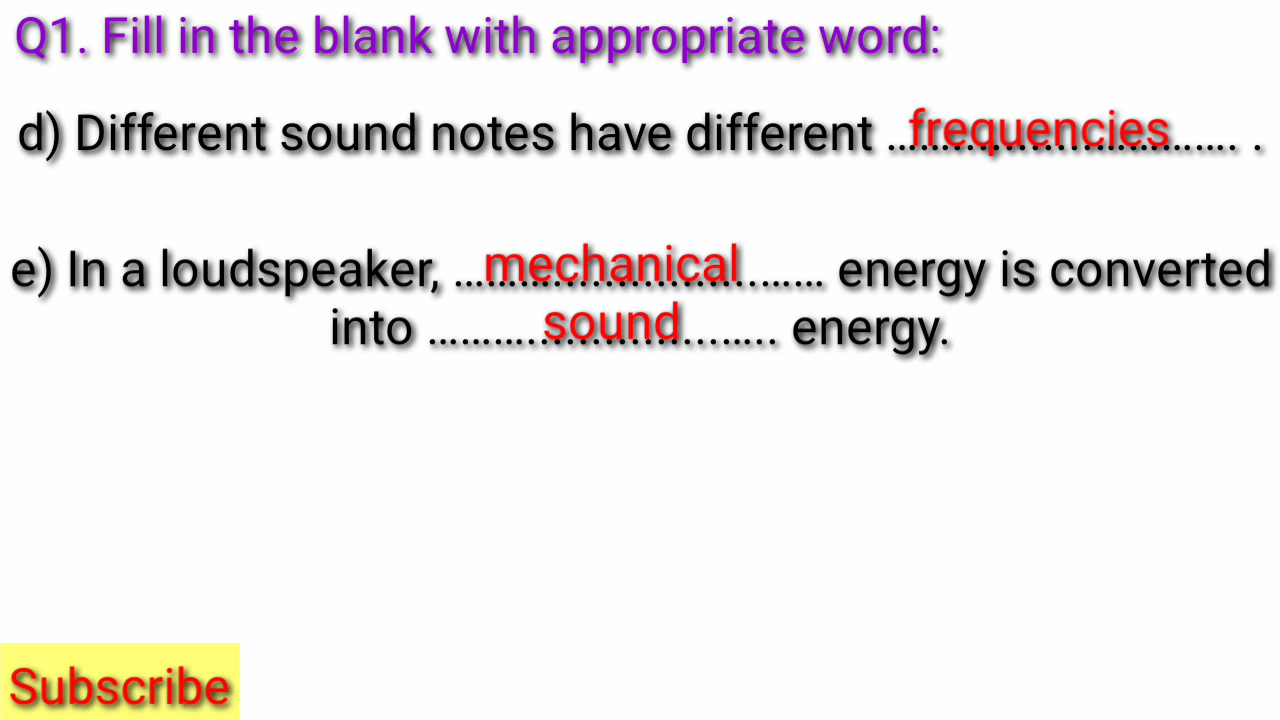 Q1. Fill in the blank with appropriate word:
d) Different sound notes have different ... frequencies ... .
e) In a loudspeaker, ... mechanical ... energy is converted
into ... sound ... energy.
Subscribe